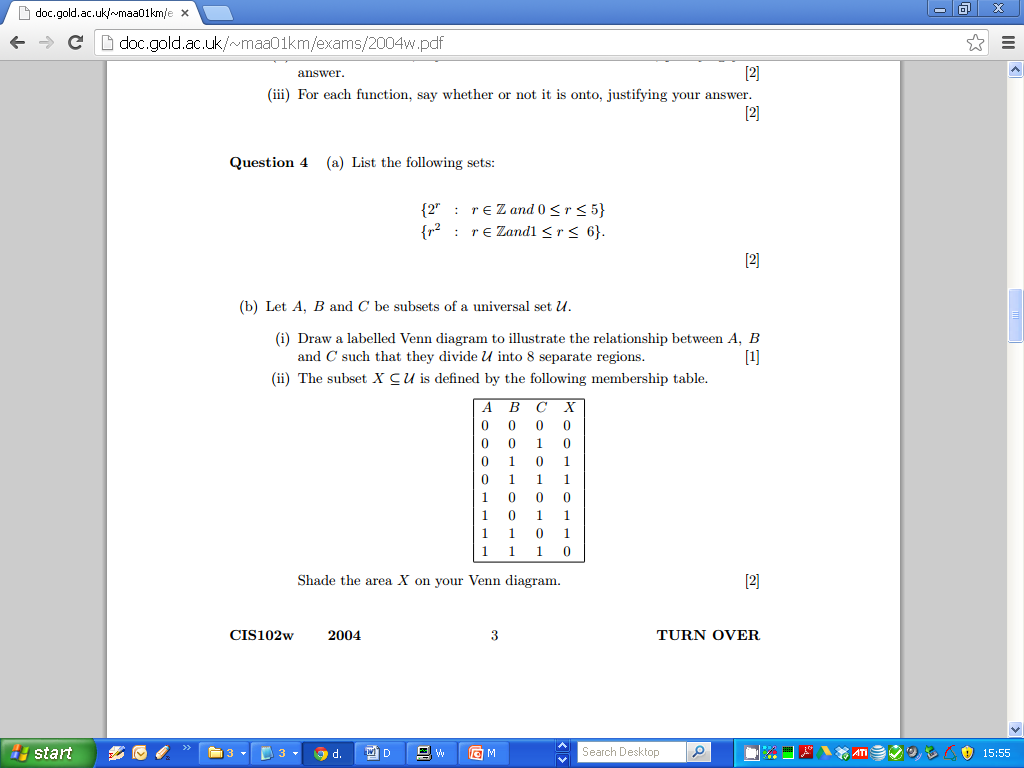 doc.gold.ac.uk/~maa01km/e
doc.gold.ac.uk/~maa01km/exams/2004w.pdf
answer. [2]
(iii) For each function, say whether or not it is onto, justifying your answer.
[2]
Question 4 (a) List the following sets:
{2^r : r ∈ ℤ and 0 ≤ r ≤ 5}
{r^2 : r ∈ ℤand1 ≤ r ≤ 6}.
[2]
(b) Let A, B and C be subsets of a universal set 𝒰.
(i) Draw a labelled Venn diagram to illustrate the relationship between A, B
and C such that they divide 𝒰 into 8 separate regions. [1]
(ii) The subset X ⊆ 𝒰 is defined by the following membership table.
A B C X
0 0 0 0
0 0 1 0
0 1 0 1
0 1 1 1
1 0 0 0
1 0 1 1
1 1 0 1
1 1 1 0
Shade the area X on your Venn diagram. [2]
CIS102w 2004 3 TURN OVER
start 3 3 d. D W M Search Desktop ATI 15:55